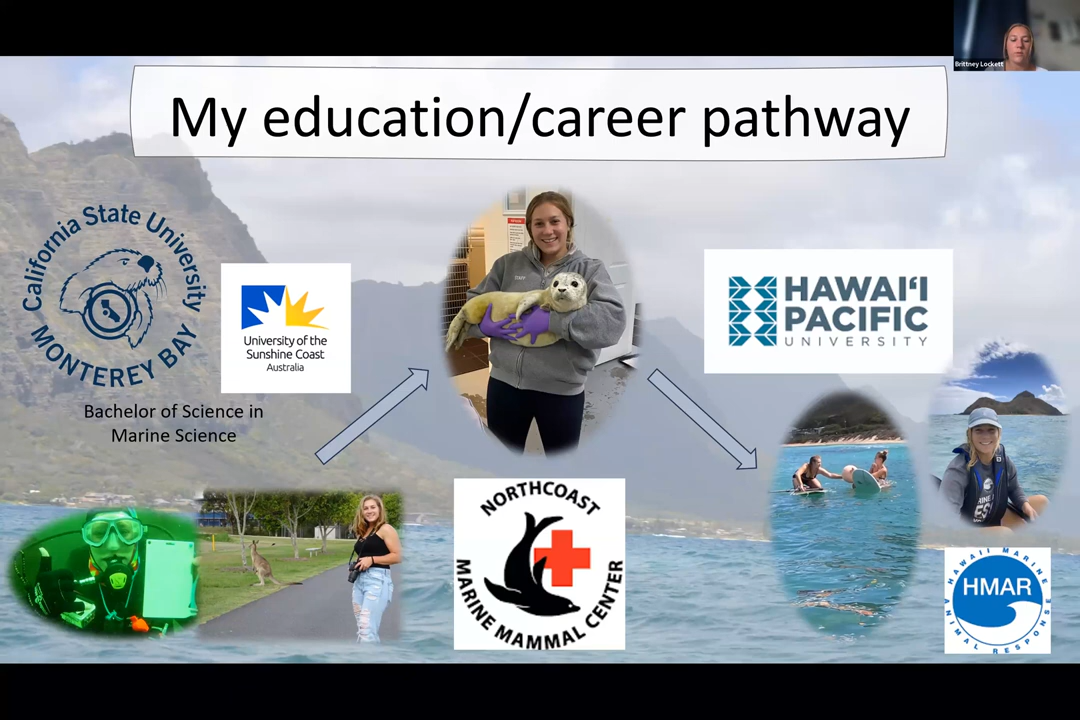 Brittney Lockett
My education/career pathway
California State University
MONTEREY BAY
University of the
Sunshine Coast
Australia
Bachelor of Science in
Marine Science
STAFF
HAWAIʻI
PACIFIC
UNIVERSITY
NORTHCOAST
MARINE MAMMAL CENTER
HAWAII MARINE
HMAR
ANIMAL RESPONSE